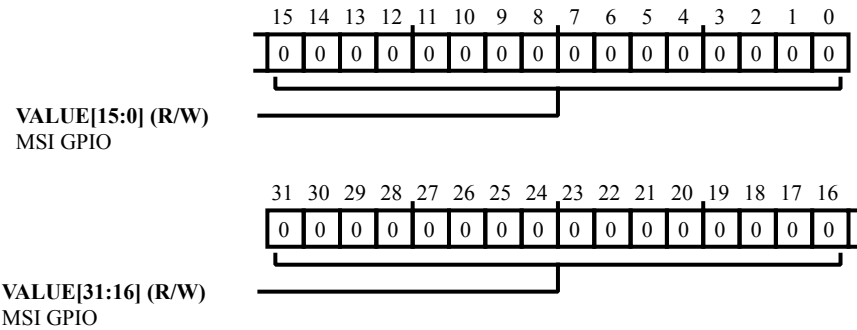 15 14 13 12 11 10 9 8 7 6 5 4 3 2 1 0
0 0 0 0 0 0 0 0 0 0 0 0 0 0 0 0
VALUE[15:0] (R/W)
MSI GPIO
31 30 29 28 27 26 25 24 23 22 21 20 19 18 17 16
0 0 0 0 0 0 0 0 0 0 0 0 0 0 0 0
VALUE[31:16] (R/W)
MSI GPIO